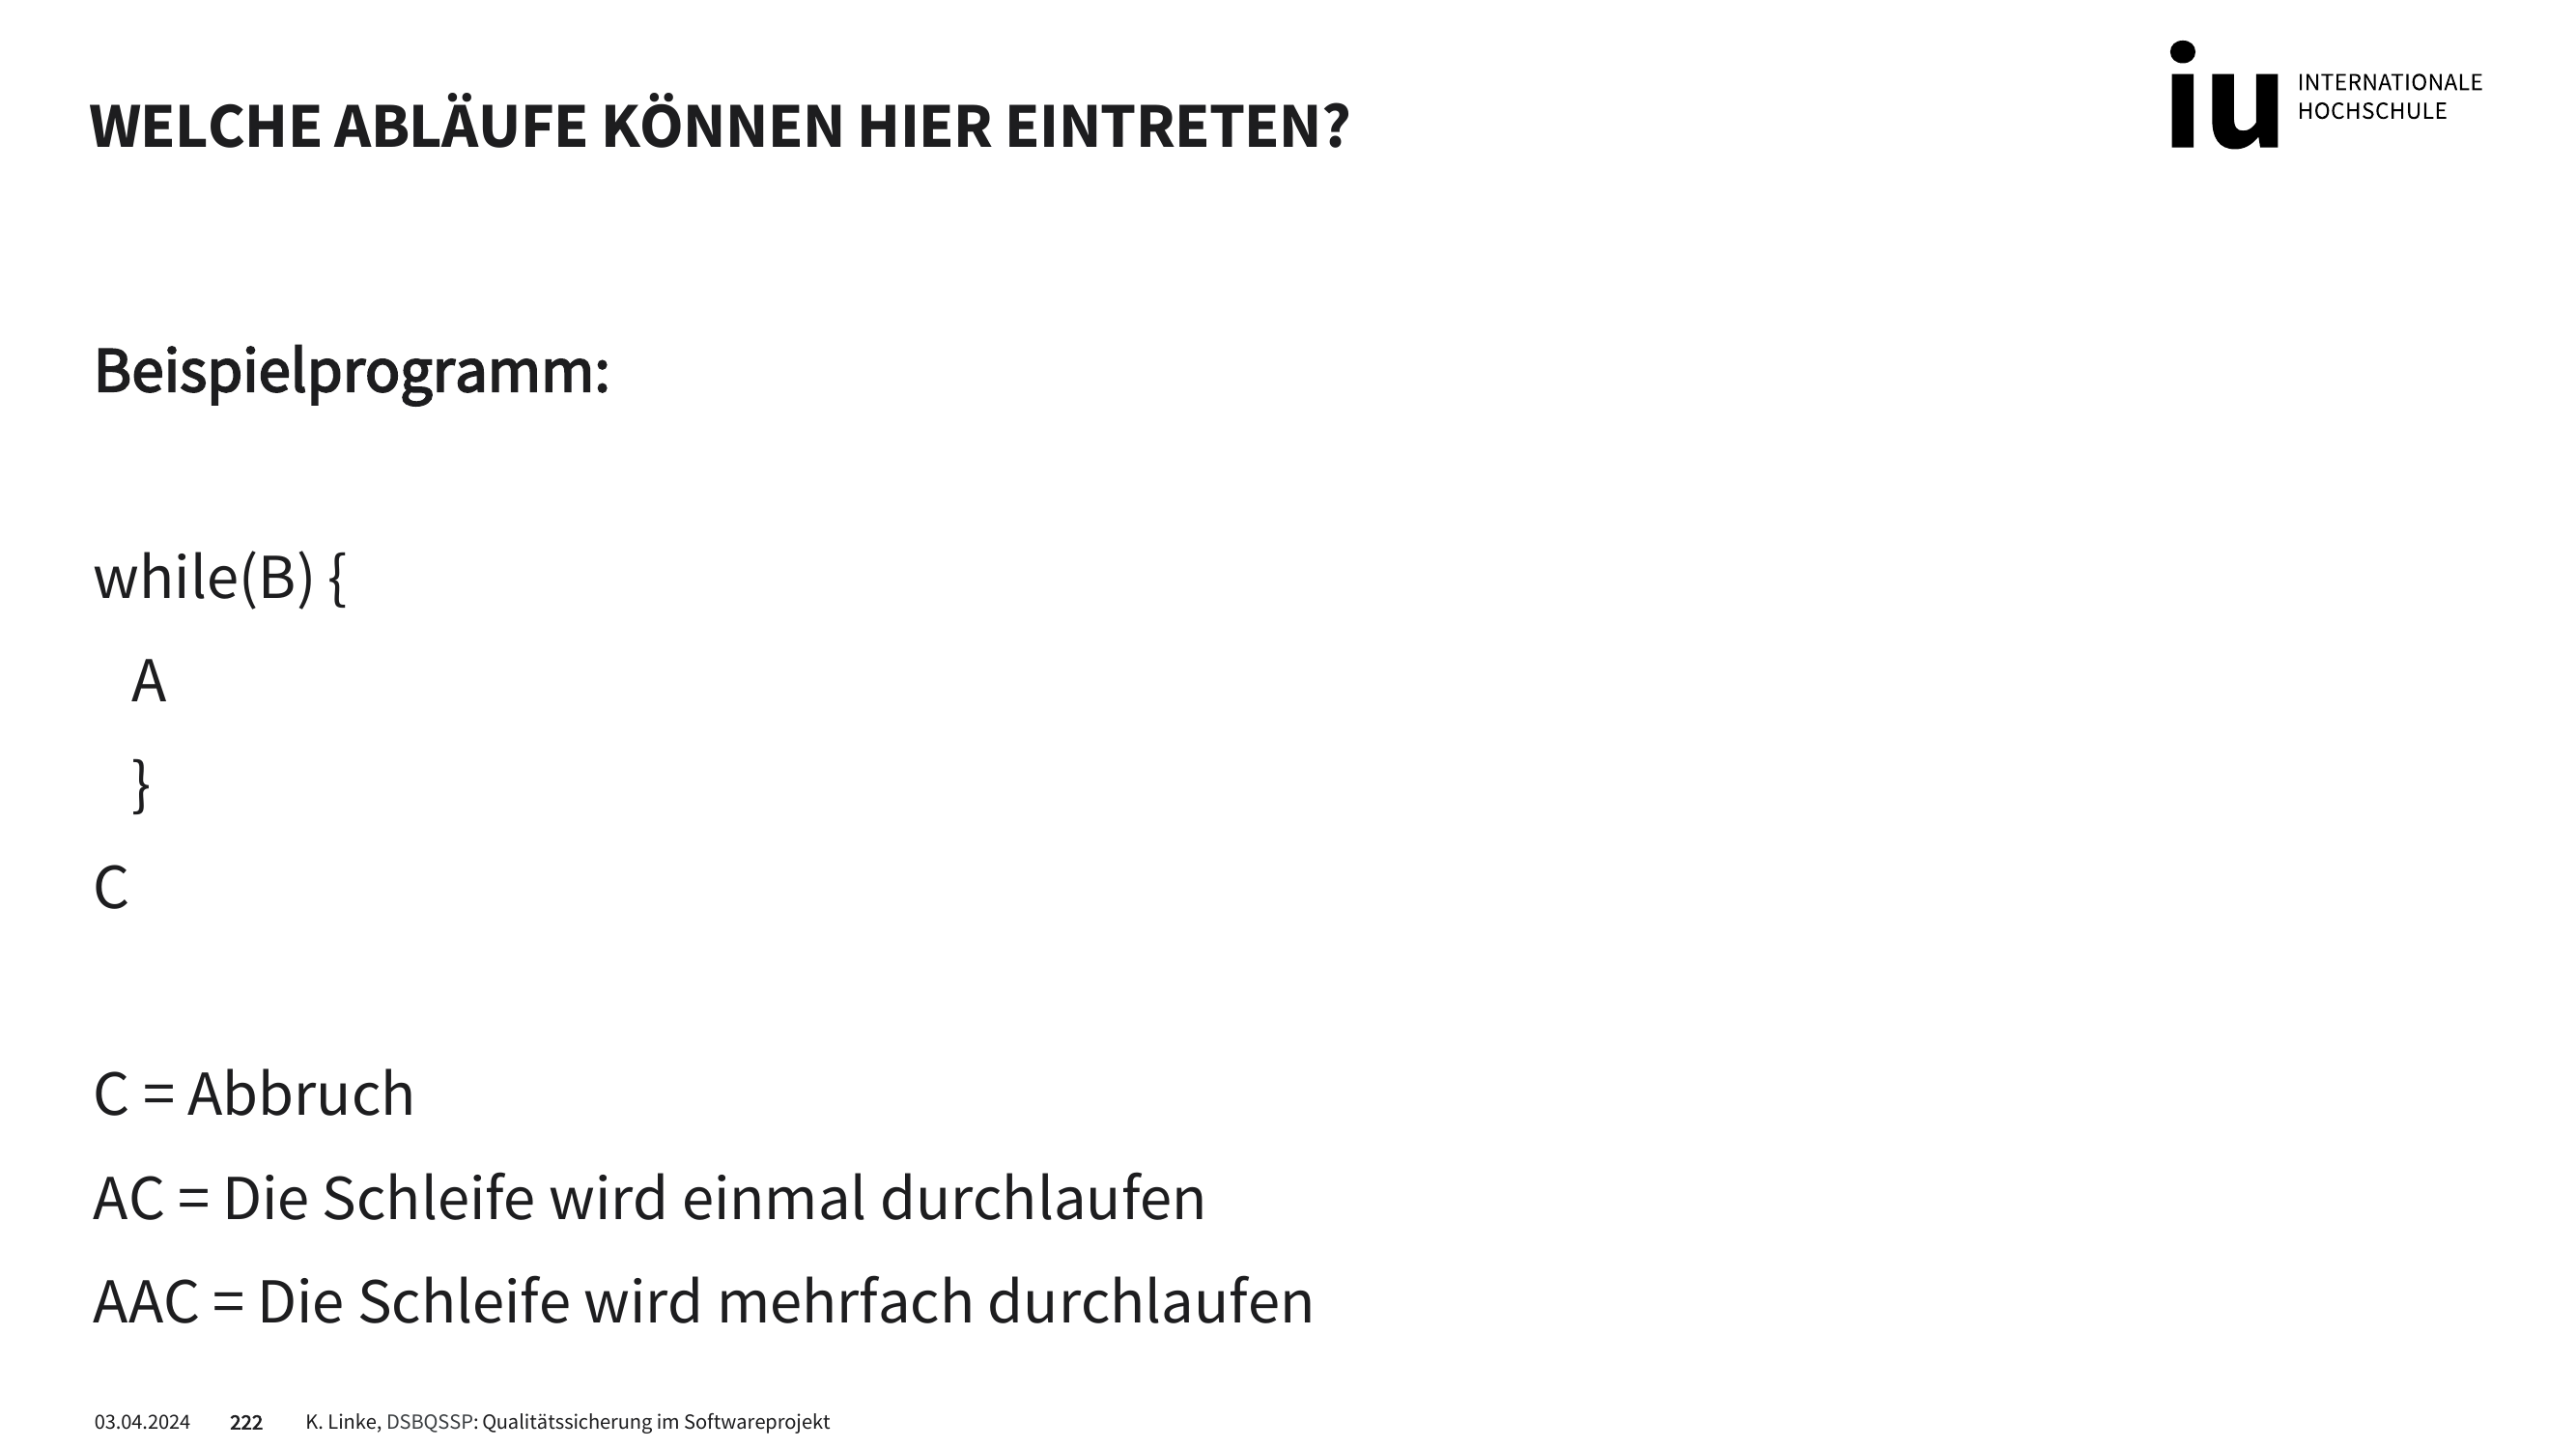 WELCHE ABLÄUFE KÖNNEN HIER EINTRETEN?
iu INTERNATIONALE
HOCHSCHULE
Beispielprogramm:
while(B) {
A
}
C
C = Abbruch
AC = Die Schleife wird einmal durchlaufen
AAC = Die Schleife wird mehrfach durchlaufen
03.04.2024 222 K. Linke, DSBQSSP: Qualitätssicherung im Softwareprojekt